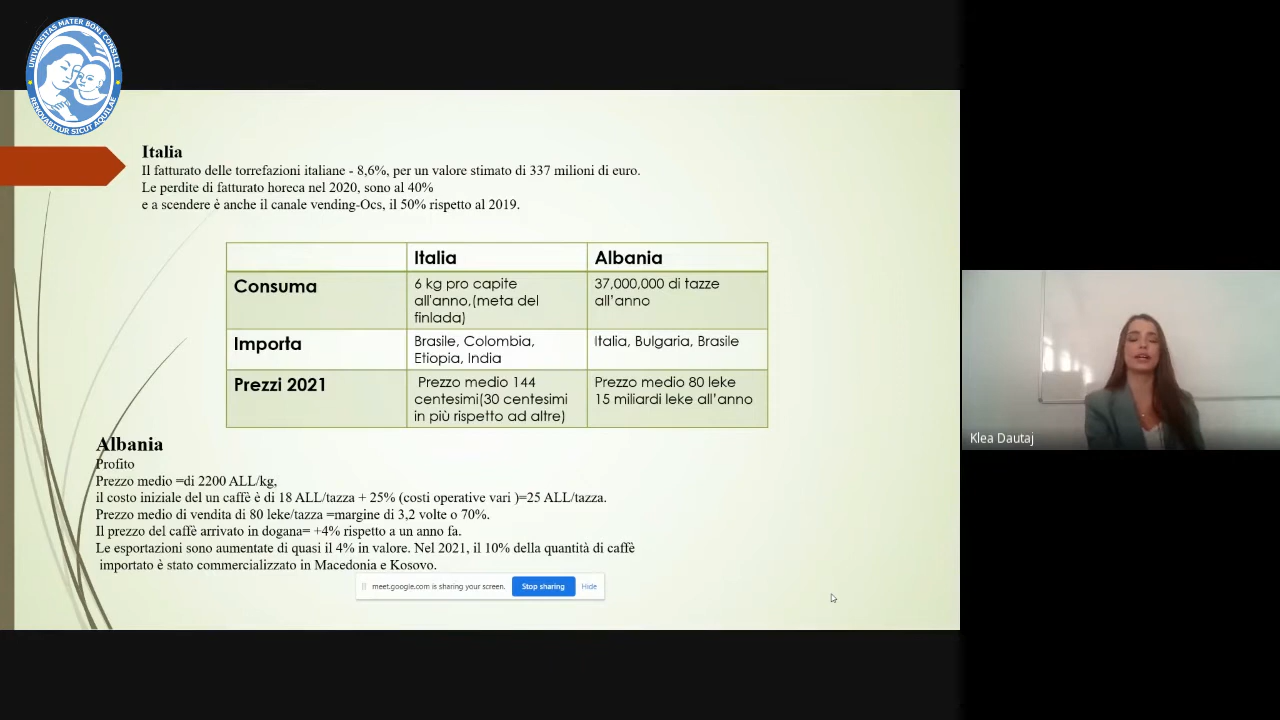 UNIVERSITAS MATER BONI CONSILII
RENOVABITUR SICUT AQUILAE
Italia
Il fatturato delle torrefazioni italiane - 8,6%, per un valore stimato di 337 milioni di euro.
Le perdite di fatturato horeca nel 2020, sono al 40%
e a scendere è anche il canale vending-Ocs, il 50% rispetto al 2019.
Italia Albania
Consuma 6 kg pro capite 37,000,000 di tazze
all'anno,(meta del all'anno
finlada)
Importa Brasile, Colombia, Italia, Bulgaria, Brasile
Etiopia, India
Prezzi 2021 Prezzo medio 144 Prezzo medio 80 leke
centesimi(30 centesimi 15 miliardi leke all'anno
in più rispetto ad altre)
Albania
Profito
Prezzo medio =di 2200 ALL/kg,
il costo iniziale del un caffè è di 18 ALL/tazza + 25% (costi operative vari )=25 ALL/tazza.
Prezzo medio di vendita di 80 leke/tazza =margine di 3,2 volte o 70%.
Il prezzo del caffè arrivato in dogana= +4% rispetto a un anno fa.
Le esportazioni sono aumentate di quasi il 4% in valore. Nel 2021, il 10% della quantità di caffè
importato è stato commercializzato in Macedonia e Kosovo.
meet.google.com is sharing your screen. Stop sharing Hide
Klea Dautaj